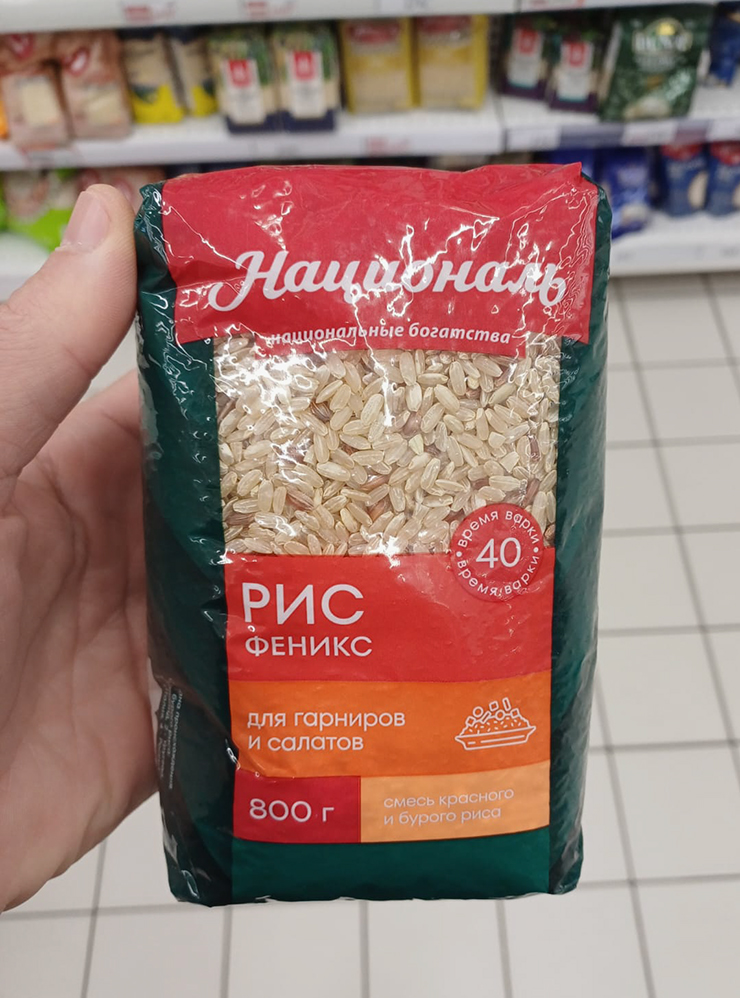 Националь
национальные богатства
время варки
40
время варки
РИС
ФЕНИКС
для гарниров
и салатов
800 г
смесь красного
и бурого риса